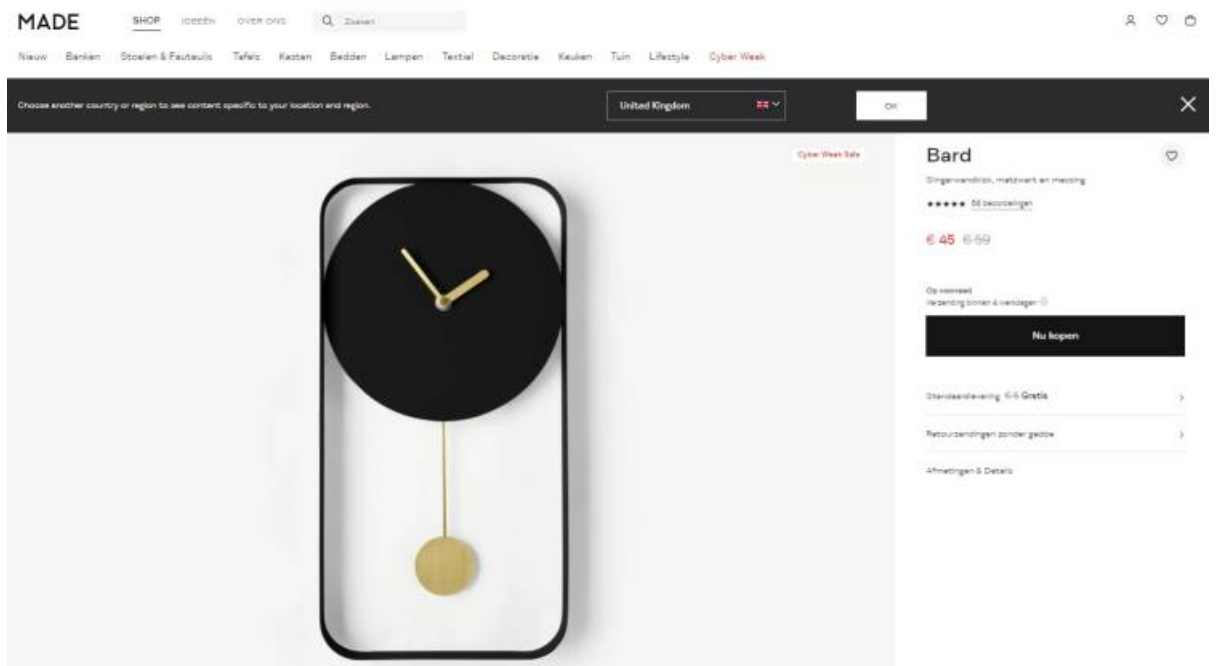 MADE SHOP IDEEËN OVER ONS Zoeken
Nieuw Banken Stoelen & Fauteuils Tafels Kasten Bedden Lampen Textiel Decoratie Keuken Tuin Lifestyle Cyber Week
Choose another country or region to see content specific to your location and region. United Kingdom OK
Cyber Week Sale
Bard
Slingerwandklok, matzwart en messing
56 beoordelingen
€ 45 € 59
Op voorraad
Verzending binnen 4 werkdagen
Nu kopen
Standaardlevering € 5 Gratis
Retourzendingen zonder gedoe
Afmetingen & Details